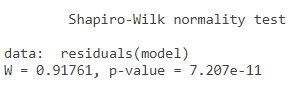 Shapiro-Wilk normality test
data:  residuals(model)
W = 0.91761, p-value = 7.207e-11